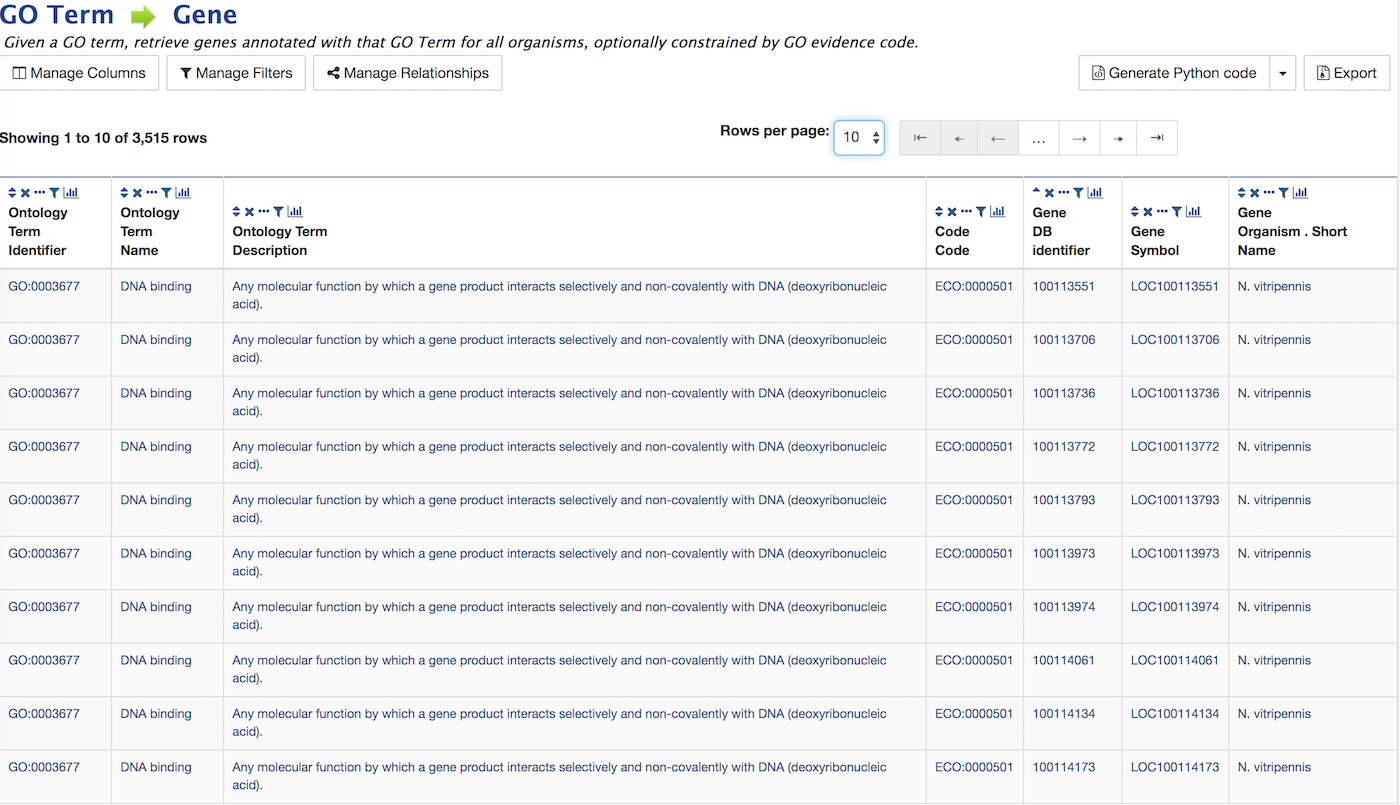 GO Term Gene
Given a GO term, retrieve genes annotated with that GO Term for all organisms, optionally constrained by GO evidence code.
Manage Columns Manage Filters Manage Relationships Generate Python code Export
Showing 1 to 10 of 3,515 rows Rows per page: 10 ...
Ontology Term Identifier Ontology Term Name Ontology Term Description Code Code Gene DB identifier Gene Symbol Gene Organism . Short Name
GO:0003677 DNA binding Any molecular function by which a gene product interacts selectively and non-covalently with DNA (deoxyribonucleic ECO:0000501 100113551 LOC100113551 N. vitripennis
acid).
GO:0003677 DNA binding Any molecular function by which a gene product interacts selectively and non-covalently with DNA (deoxyribonucleic ECO:0000501 100113706 LOC100113706 N. vitripennis
acid).
GO:0003677 DNA binding Any molecular function by which a gene product interacts selectively and non-covalently with DNA (deoxyribonucleic ECO:0000501 100113736 LOC100113736 N. vitripennis
acid).
GO:0003677 DNA binding Any molecular function by which a gene product interacts selectively and non-covalently with DNA (deoxyribonucleic ECO:0000501 100113772 LOC100113772 N. vitripennis
acid).
GO:0003677 DNA binding Any molecular function by which a gene product interacts selectively and non-covalently with DNA (deoxyribonucleic ECO:0000501 100113793 LOC100113793 N. vitripennis
acid).
GO:0003677 DNA binding Any molecular function by which a gene product interacts selectively and non-covalently with DNA (deoxyribonucleic ECO:0000501 100113973 LOC100113973 N. vitripennis
acid).
GO:0003677 DNA binding Any molecular function by which a gene product interacts selectively and non-covalently with DNA (deoxyribonucleic ECO:0000501 100113974 LOC100113974 N. vitripennis
acid).
GO:0003677 DNA binding Any molecular function by which a gene product interacts selectively and non-covalently with DNA (deoxyribonucleic ECO:0000501 100114061 LOC100114061 N. vitripennis
acid).
GO:0003677 DNA binding Any molecular function by which a gene product interacts selectively and non-covalently with DNA (deoxyribonucleic ECO:0000501 100114134 LOC100114134 N. vitripennis
acid).
GO:0003677 DNA binding Any molecular function by which a gene product interacts selectively and non-covalently with DNA (deoxyribonucleic ECO:0000501 100114173 LOC100114173 N. vitripennis
acid).